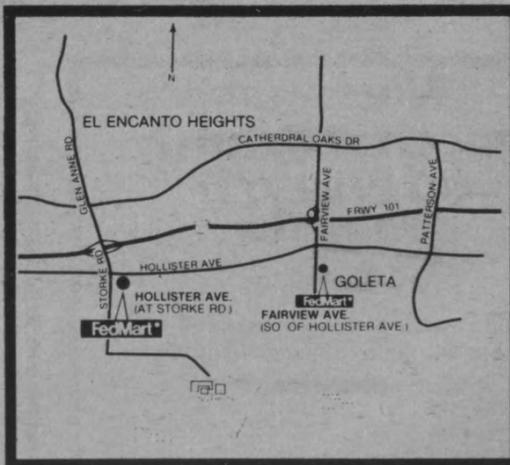 N
EL ENCANTO HEIGHTS
CATHERDRAL OAKS DR
GLEN ANNE RD
FAIRVIEW AVE
PATTERSON AVE
FRWY 101
STORKE RD
HOLLISTER AVE
HOLLISTER AVE.
(AT STORKE RD)
FedMart
GOLETA
FedMart
FAIRVIEW AVE.
(SO OF HOLLISTER AVE)